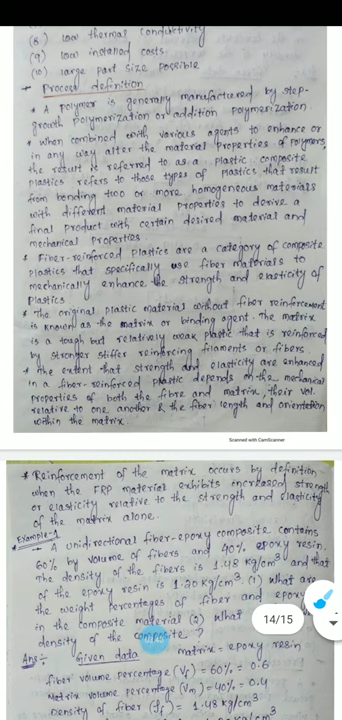 (8) low thermal conductivity
(9) low installed costs.
(10) large part size possible
Process definition
* A polymer is generally manufactured by step-
growth polymerization or addition polymerization.
* When combined with various agents to enhance or
in any way alter the material properties of polymers,
the result is referred to as a plastic. composite
plastics refers to those types of plastics that result
from bonding two or more homogeneous materials
with different material properties to derive a
final product with certain desired material and
mechanical properties.
* Fiber-reinforced plastics are a category of composite
plastics that specifically use fiber materials to
mechanically enhance the strength and elasticity of
plastics.
* The original plastic material without fiber reinforcement
is known as the matrix or binding agent. The matrix
is a tough but relatively weak plastic that is reinforced
by stronger stiffer reinforcing filaments or fibers.
* The extent that strength and elasticity are enhanced
in a fiber-reinforced plastic depends on the mechanical
properties of both the fibre and matrix, their vol.
relative to one another & the fiber length and orientation
within the matrix.
Scanned with CamScanner
* Reinforcement of the matrix occurs by definition
when the FRP material exhibits increased strength
or elasticity relative to the strength and elasticity
of the matrix alone.
Example-1
- A unidirectional fiber-epoxy composite contains
60% by volume of fibers and 40% epoxy resin.
The density of the fibers is 1.48 kg/cm³ and that
of the epoxy resin is 1.20 kg/cm³. (1) What are
the weight percentages of fiber and epoxy
in the composite material (2) What
density of the composite?
14/15
Ans:- Given data matrix = epoxy resin
fiber volume percentage (Vf) = 60% = 0.6
Matrix volume percentage (Vm) = 40% = 0.4
Density of fiber (ρf) = 1.48 kg/cm³
kg/cm³